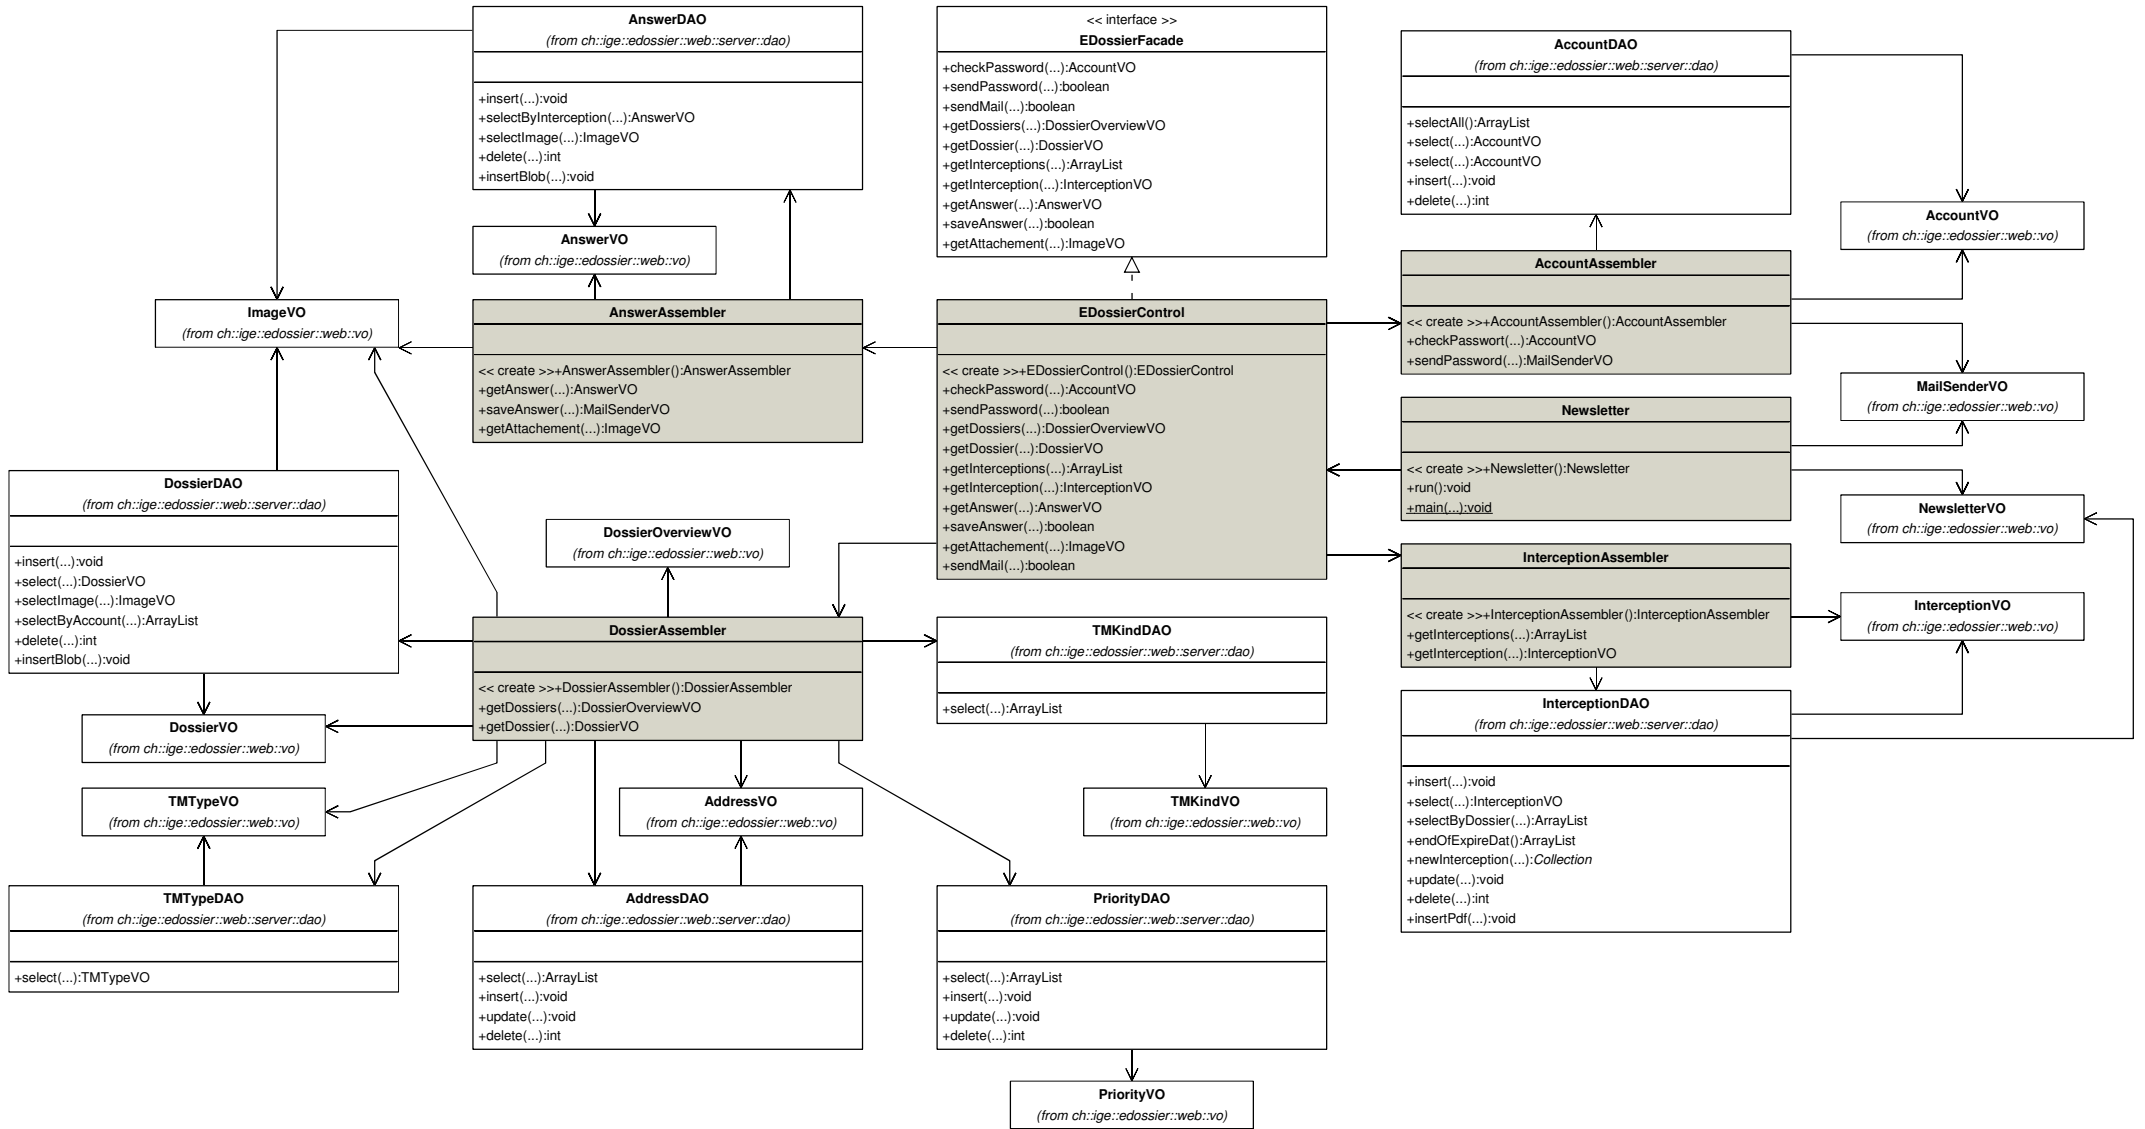 AnswerDAO
(from ch::ige::edossier::web::server::dao)
+insert(...):void
+selectByInterception(...):AnswerVO
+selectImage(...):ImageVO
+delete(...):int
+insertBlob(...):void
<< interface >>
EDossierFacade
+checkPassword(...):AccountVO
+sendPassword(...):boolean
+sendMail(...):boolean
+getDossiers(...):DossierOverviewVO
+getDossier(...):DossierVO
+getInterceptions(...):ArrayList
+getInterception(...):InterceptionVO
+getAnswer(...):AnswerVO
+saveAnswer(...):boolean
+getAttachement(...):ImageVO
AccountDAO
(from ch::ige::edossier::web::server::dao)
+selectAll():ArrayList
+select(...):AccountVO
+select(...):AccountVO
+insert(...):void
+delete(...):int
AccountVO
(from ch::ige::edossier::web::vo)
AnswerVO
(from ch::ige::edossier::web::vo)
ImageVO
(from ch::ige::edossier::web::vo)
AnswerAssembler
<< create >>+AnswerAssembler():AnswerAssembler
+getAnswer(...):AnswerVO
+saveAnswer(...):MailSenderVO
+getAttachement(...):ImageVO
EDossierControl
<< create >>+EDossierControl():EDossierControl
+checkPassword(...):AccountVO
+sendPassword(...):boolean
+getDossiers(...):DossierOverviewVO
+getDossier(...):DossierVO
+getInterceptions(...):ArrayList
+getInterception(...):InterceptionVO
+getAnswer(...):AnswerVO
+saveAnswer(...):boolean
+getAttachement(...):ImageVO
+sendMail(...):boolean
AccountAssembler
<< create >>+AccountAssembler():AccountAssembler
+checkPasswort(...):AccountVO
+sendPassword(...):MailSenderVO
MailSenderVO
(from ch::ige::edossier::web::vo)
Newsletter
<< create >>+Newsletter():Newsletter
+run():void
+main(...):void
NewsletterVO
(from ch::ige::edossier::web::vo)
DossierDAO
(from ch::ige::edossier::web::server::dao)
+insert(...):void
+select(...):DossierVO
+selectImage(...):ImageVO
+selectByAccount(...):ArrayList
+delete(...):int
+insertBlob(...):void
DossierOverviewVO
(from ch::ige::edossier::web::vo)
InterceptionAssembler
<< create >>+InterceptionAssembler():InterceptionAssembler
+getInterceptions(...):ArrayList
+getInterception(...):InterceptionVO
InterceptionVO
(from ch::ige::edossier::web::vo)
DossierAssembler
<< create >>+DossierAssembler():DossierAssembler
+getDossiers(...):DossierOverviewVO
+getDossier(...):DossierVO
TMKindDAO
(from ch::ige::edossier::web::server::dao)
+select(...):ArrayList
DossierVO
(from ch::ige::edossier::web::vo)
InterceptionDAO
(from ch::ige::edossier::web::server::dao)
+insert(...):void
+select(...):InterceptionVO
+selectByDossier(...):ArrayList
+endOfExpireDat():ArrayList
+newInterception(...):Collection
+update(...):void
+delete(...):int
+insertPdf(...):void
TMTypeVO
(from ch::ige::edossier::web::vo)
AddressVO
(from ch::ige::edossier::web::vo)
TMKindVO
(from ch::ige::edossier::web::vo)
TMTypeDAO
(from ch::ige::edossier::web::server::dao)
+select(...):TMTypeVO
AddressDAO
(from ch::ige::edossier::web::server::dao)
+select(...):ArrayList
+insert(...):void
+update(...):void
+delete(...):int
PriorityDAO
(from ch::ige::edossier::web::server::dao)
+select(...):ArrayList
+insert(...):void
+update(...):void
+delete(...):int
PriorityVO
(from ch::ige::edossier::web::vo)